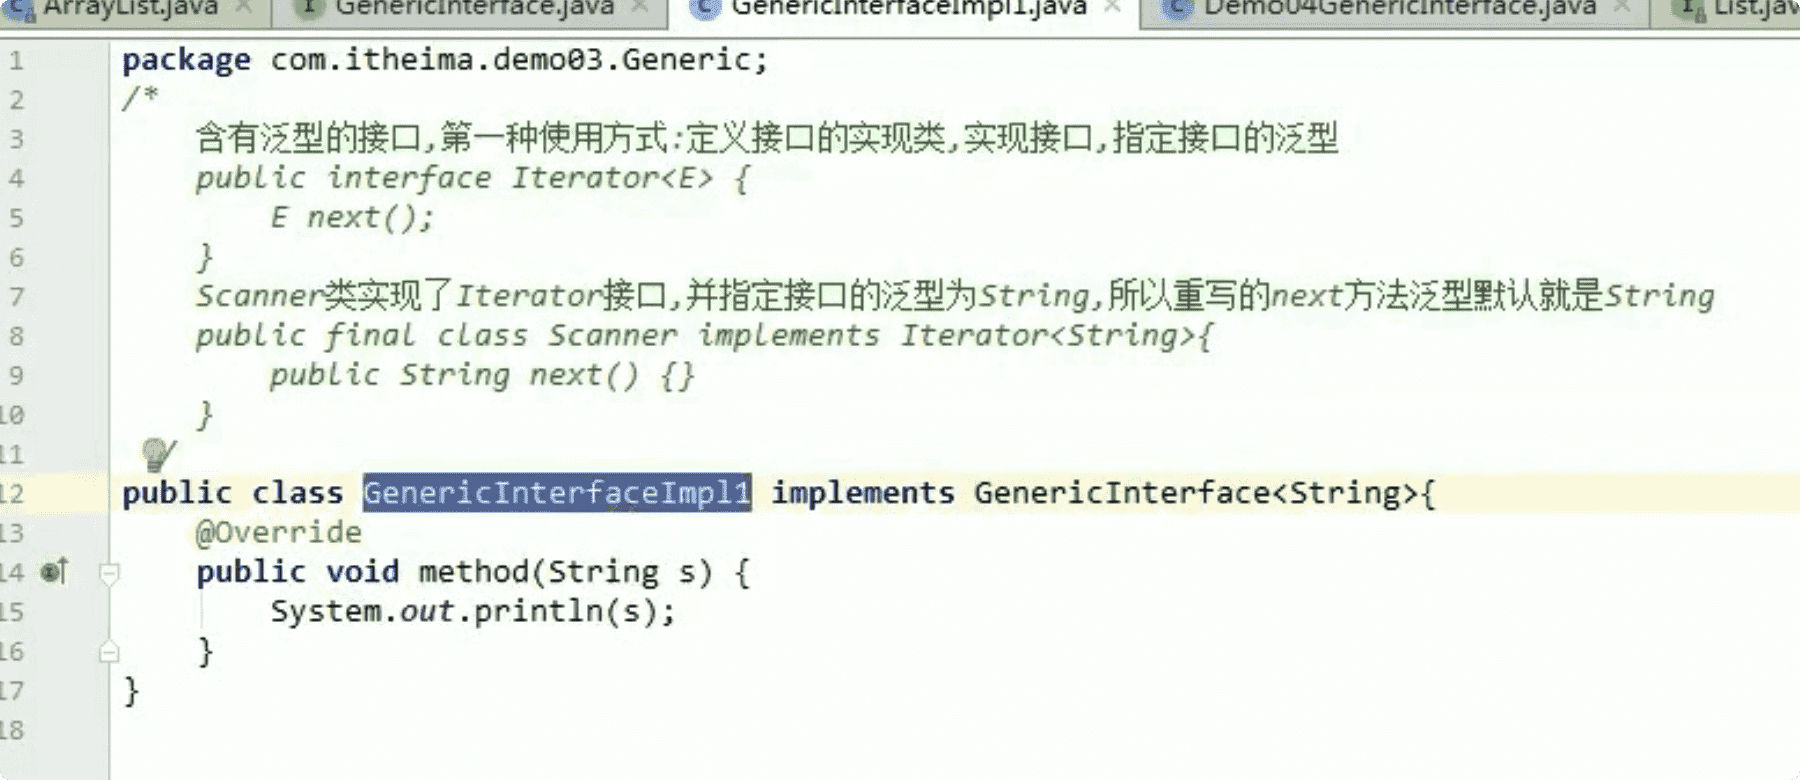 ArrayList.java
GenericInterface.java
GenericInterfaceImpl1.java
Demo04GenericInterface.java
1 package com.itheima.demo03.Generic;
2 /*
3 含有泛型的接口,第一种使用方式:定义接口的实现类,实现接口,指定接口的泛型
4 public interface Iterator<E> {
5 E next();
6 }
7 Scanner类实现了Iterator接口,并指定接口的泛型为String,所以重写的next方法泛型默认就是String
8 public final class Scanner implements Iterator<String>{
9 public String next() {}
10 }
11 /
12 public class GenericInterfaceImpl1 implements GenericInterface<String>{
13 @Override
14 public void method(String s) {
15 System.out.println(s);
16 }
17 }
18